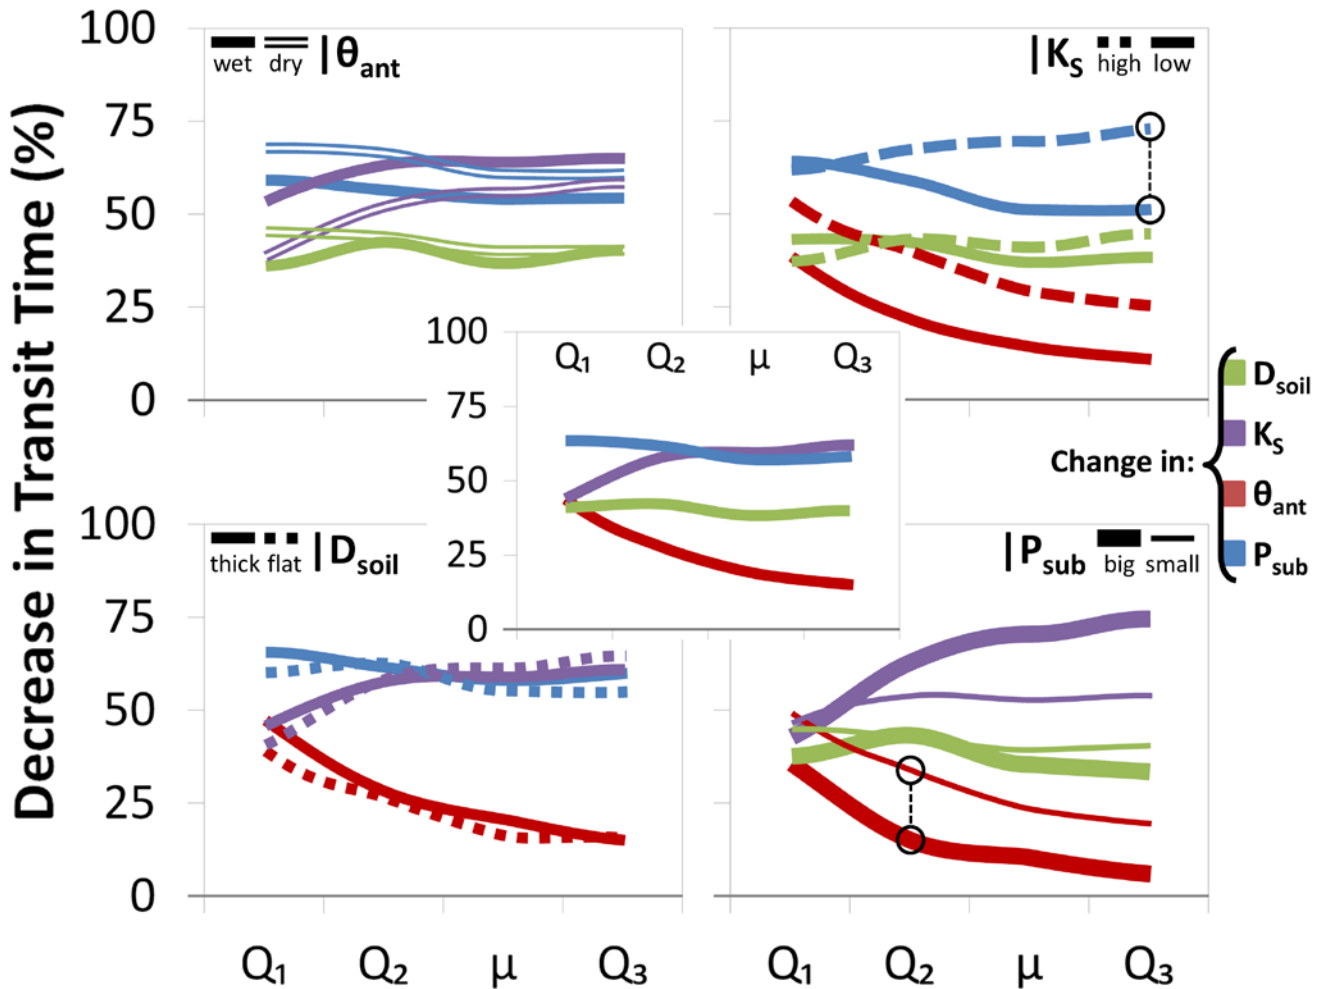 Decrease in Transit Time (%)
100
75
50
25
0
wet dry | θant
| KS high low
100
75
50
25
0
Q1 Q2 μ Q3
Change in:
Dsoil
KS
θant
Psub
100
75
50
25
0
thick flat | Dsoil
| Psub big small
Q1 Q2 μ Q3
Q1 Q2 μ Q3